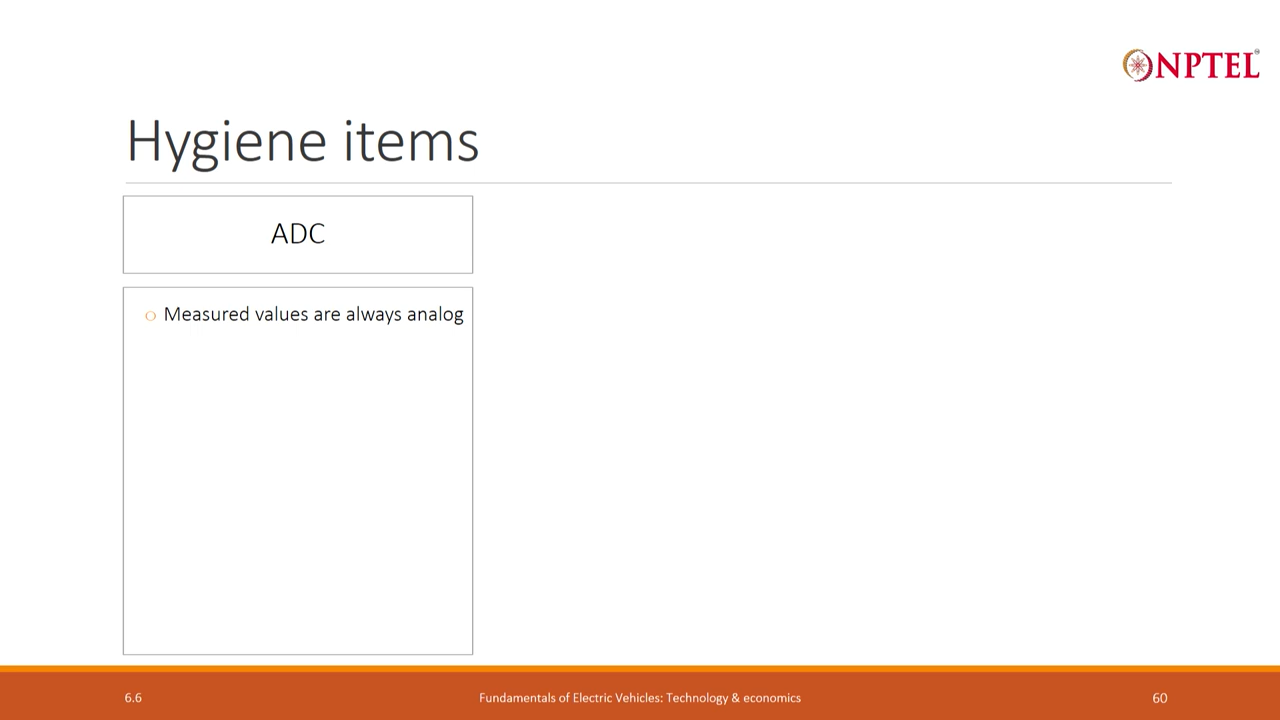 NPTEL
Hygiene items
ADC
Measured values are always analog
6.6
Fundamentals of Electric Vehicles: Technology & economics
60